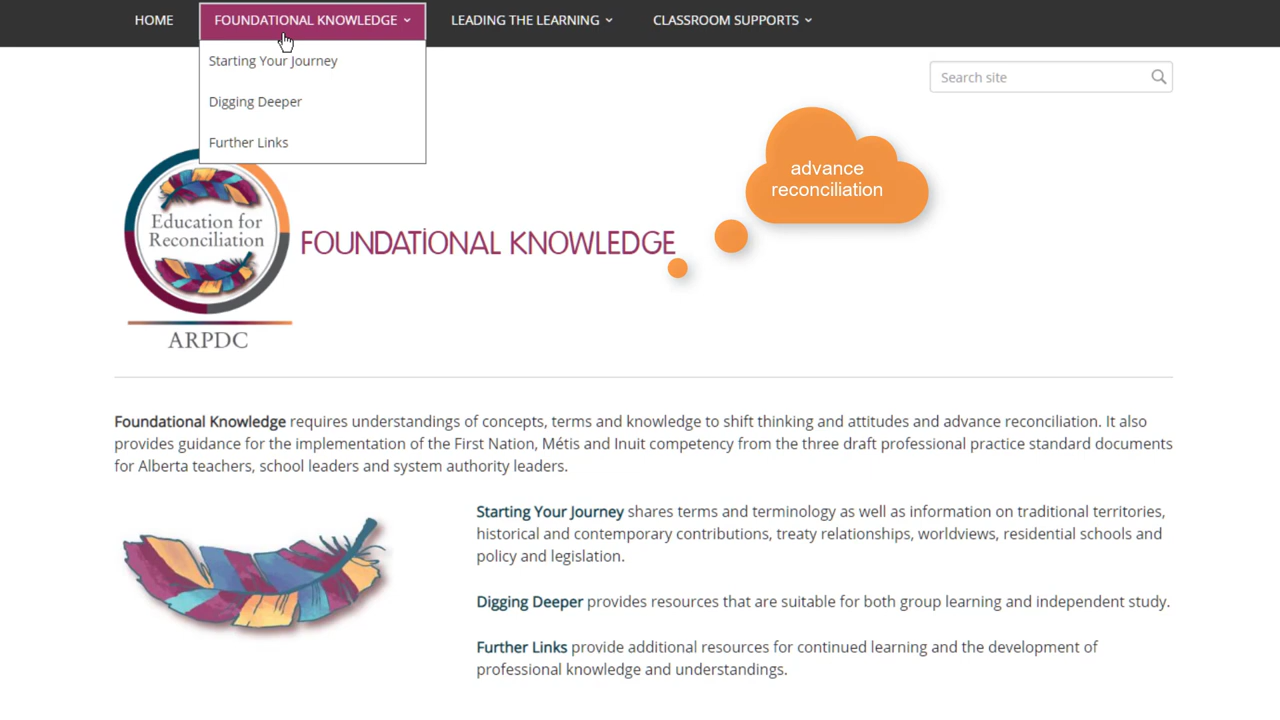 HOME FOUNDATIONAL KNOWLEDGE LEADING THE LEARNING CLASSROOM SUPPORTS
Starting Your Journey
Digging Deeper
Further Links
Search site
advance
reconciliation
Education for
Reconciliation
ARPDC
FOUNDATIONAL KNOWLEDGE
Foundational Knowledge requires understandings of concepts, terms and knowledge to shift thinking and attitudes and advance reconciliation. It also
provides guidance for the implementation of the First Nation, Métis and Inuit competency from the three draft professional practice standard documents
for Alberta teachers, school leaders and system authority leaders.
Starting Your Journey shares terms and terminology as well as information on traditional territories,
historical and contemporary contributions, treaty relationships, worldviews, residential schools and
policy and legislation.
Digging Deeper provides resources that are suitable for both group learning and independent study.
Further Links provide additional resources for continued learning and the development of
professional knowledge and understandings.